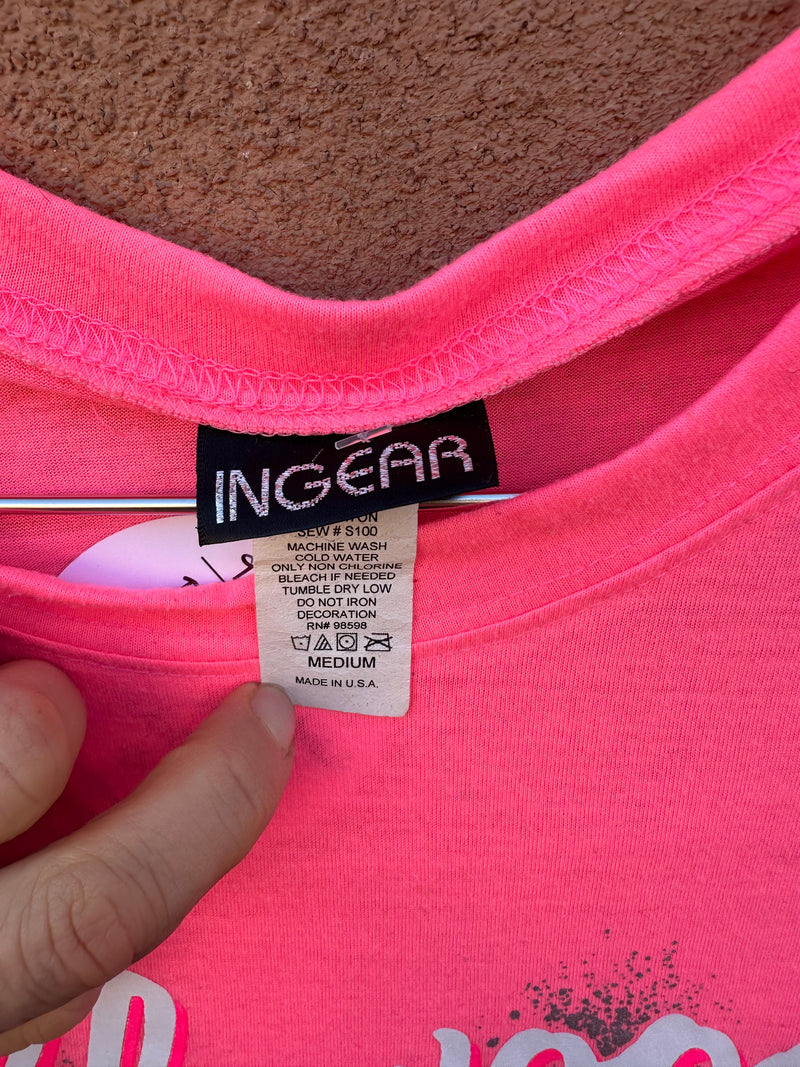 INGEAR
SEW # S100
MACHINE WASH
COLD WATER
ONLY NON CHLORINE
BLEACH IF NEEDED
TUMBLE DRY LOW
DO NOT IRON
DECORATION
RN# 98598
MEDIUM
MADE IN U.S.A.